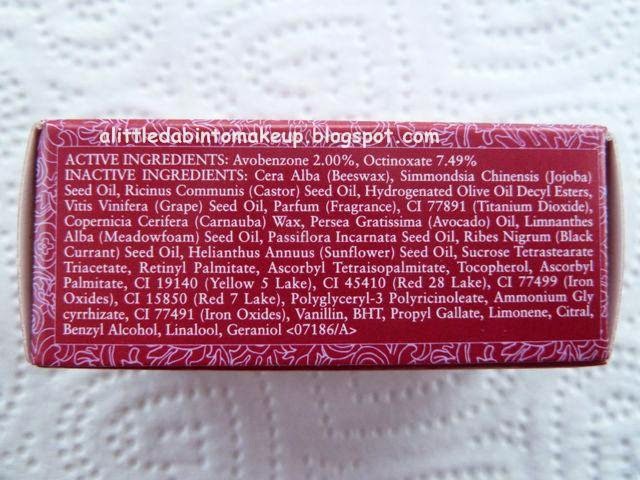 alittledabintomakeup.blogspot.com
ACTIVE INGREDIENTS: Avobenzone 2.00%, Octinoxate 7.49%
INACTIVE INGREDIENTS: Cera Alba (Beeswax), Simmondsia Chinensis (Jojoba)
Seed Oil, Ricinus Communis (Castor) Seed Oil, Hydrogenated Olive Oil Decyl Esters,
Vitis Vinifera (Grape) Seed Oil, Parfum (Fragrance), CI 77891 (Titanium Dioxide),
Copernicia Cerifera (Carnauba) Wax, Persea Gratissima (Avocado) Oil, Limnanthes
Alba (Meadowfoam) Seed Oil, Passiflora Incarnata Seed Oil, Ribes Nigrum (Black
Currant) Seed Oil, Helianthus Annuus (Sunflower) Seed Oil, Sucrose Tetrastearate
Triacetate, Retinyl Palmitate, Ascorbyl Tetraisopalmitate, Tocopherol, Ascorbyl
Palmitate, CI 19140 (Yellow 5 Lake), CI 45410 (Red 28 Lake), CI 77499 (Iron
Oxides), CI 15850 (Red 7 Lake), Polyglyceryl-3 Polyricinoleate, Ammonium Gly
cyrrhizate, CI 77491 (Iron Oxides), Vanillin, BHT, Propyl Gallate, Limonene, Citral,
Benzyl Alcohol, Linalool, Geraniol <07186/A>